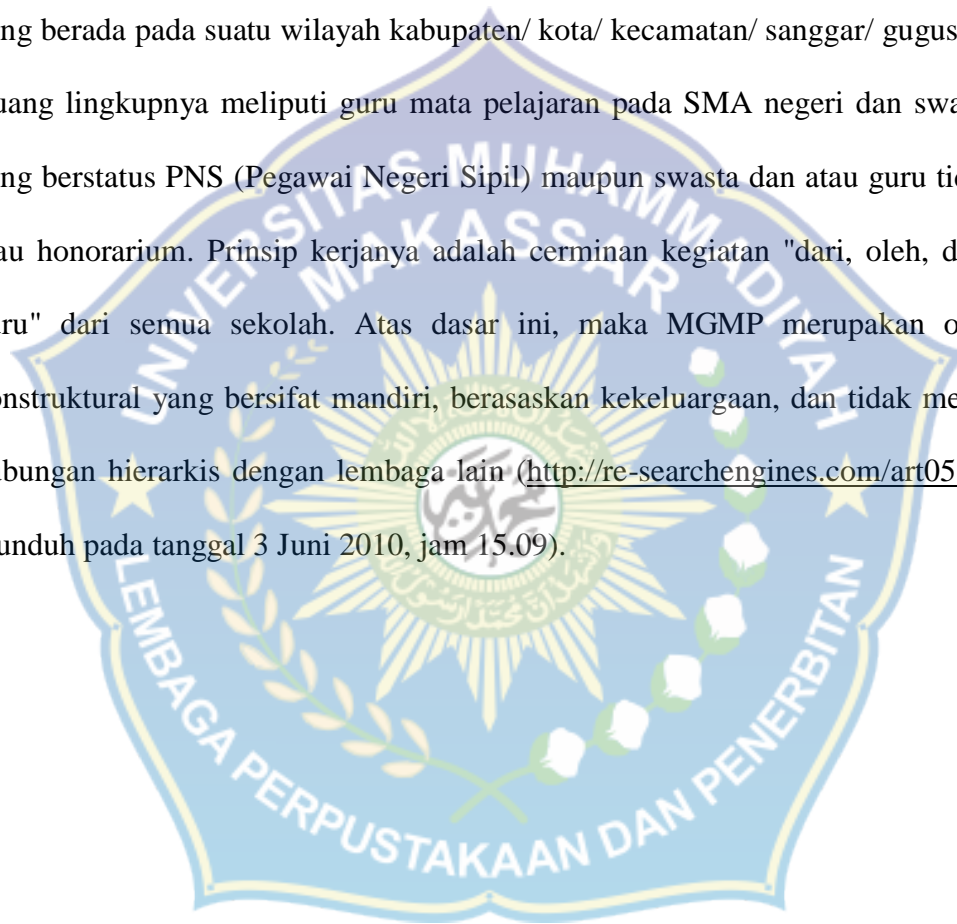 ng berada pada suatu wilayah kabupaten/ kota/ kecamatan/ sanggar/ gugus
uang lingkupnya meliputi guru mata pelajaran pada SMA negeri dan swa
ng berstatus PNS (Pegawai Negeri Sipil) maupun swasta dan atau guru tid
au honorarium. Prinsip kerjanya adalah cerminan kegiatan "dari, oleh, d
ru" dari semua sekolah. Atas dasar ini, maka MGMP merupakan o
onstruktural yang bersifat mandiri, berasaskan kekeluargaan, dan tidak me
ubungan hierarkis dengan lembaga lain (http://re-searchengines.com/art05
unduh pada tanggal 3 Juni 2010, jam 15.09).
UNIVERSITAS MUHAMMADIYAH
MAKASSAR
LEMBAGA PERPUSTAKAAN DAN PENERBITAN